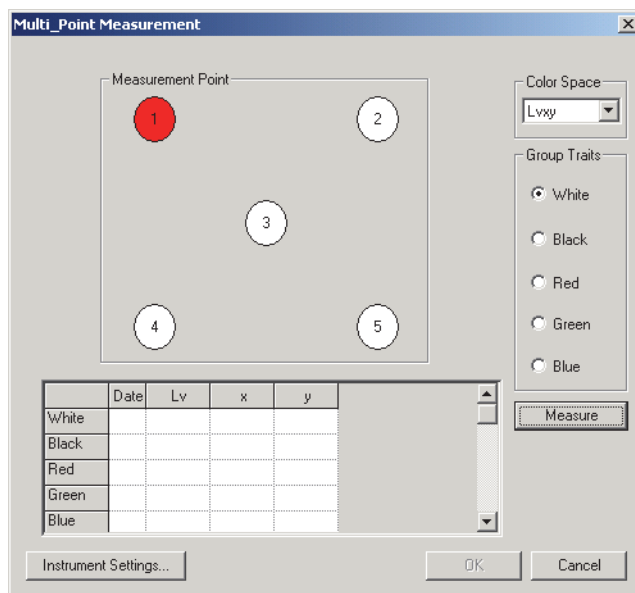 Multi_Point Measurement
Measurement Point
1
2
3
4
5
Color Space
Lvxy
Group Traits
White
Black
Red
Green
Blue
Measure
Date Lv x y
White
Black
Red
Green
Blue
Instrument Settings...
OK
Cancel